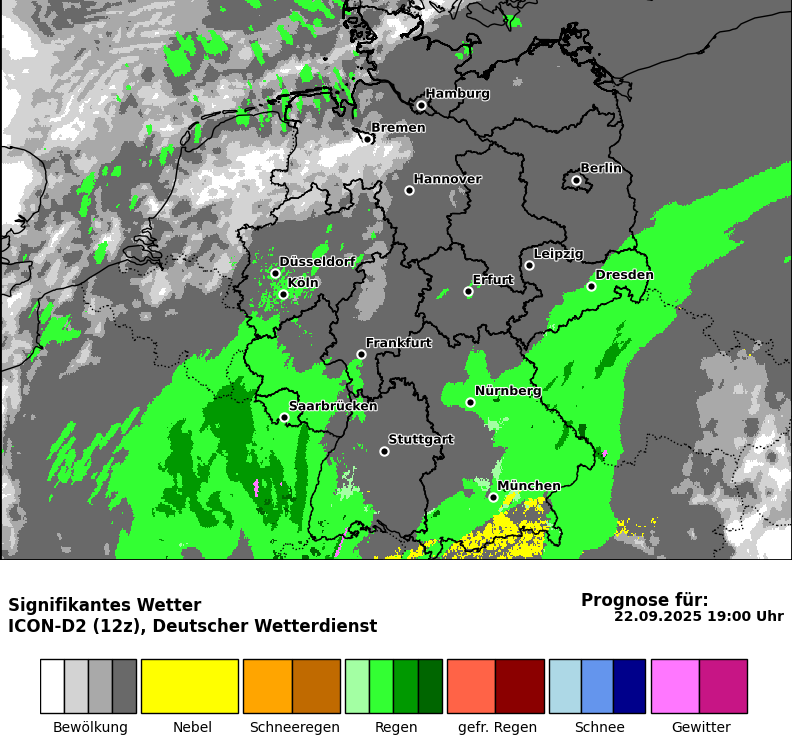 Hamburg
Bremen
Berlin
Hannover
Leipzig
Düsseldorf
Dresden
Köln
Erfurt
Frankfurt
Nürnberg
Saarbrücken
Stuttgart
München
Signifikantes Wetter
ICON-D2 (12z), Deutscher Wetterdienst
Prognose für:
22.09.2025 19:00 Uhr
Bewölkung Nebel Schneeregen Regen gefr. Regen Schnee Gewitter